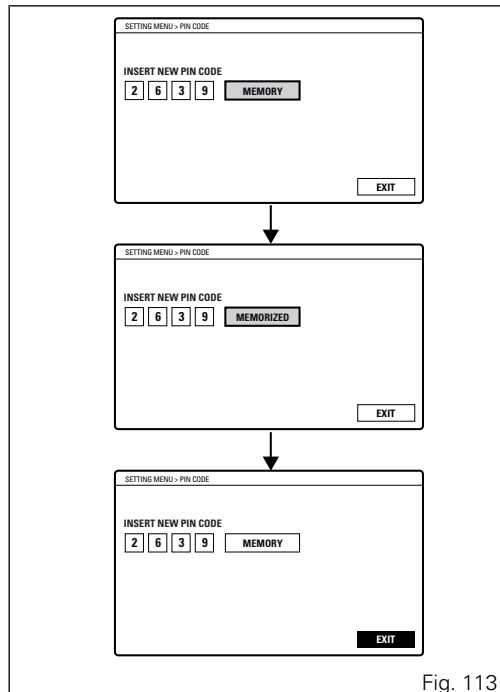 SETTING MENU > PIN CODE
INSERT NEW PIN CODE
2 6 3 9 MEMORY
EXIT
SETTING MENU > PIN CODE
INSERT NEW PIN CODE
2 6 3 9 MEMORIZED
EXIT
SETTING MENU > PIN CODE
INSERT NEW PIN CODE
2 6 3 9 MEMORY
EXIT
Fig. 113